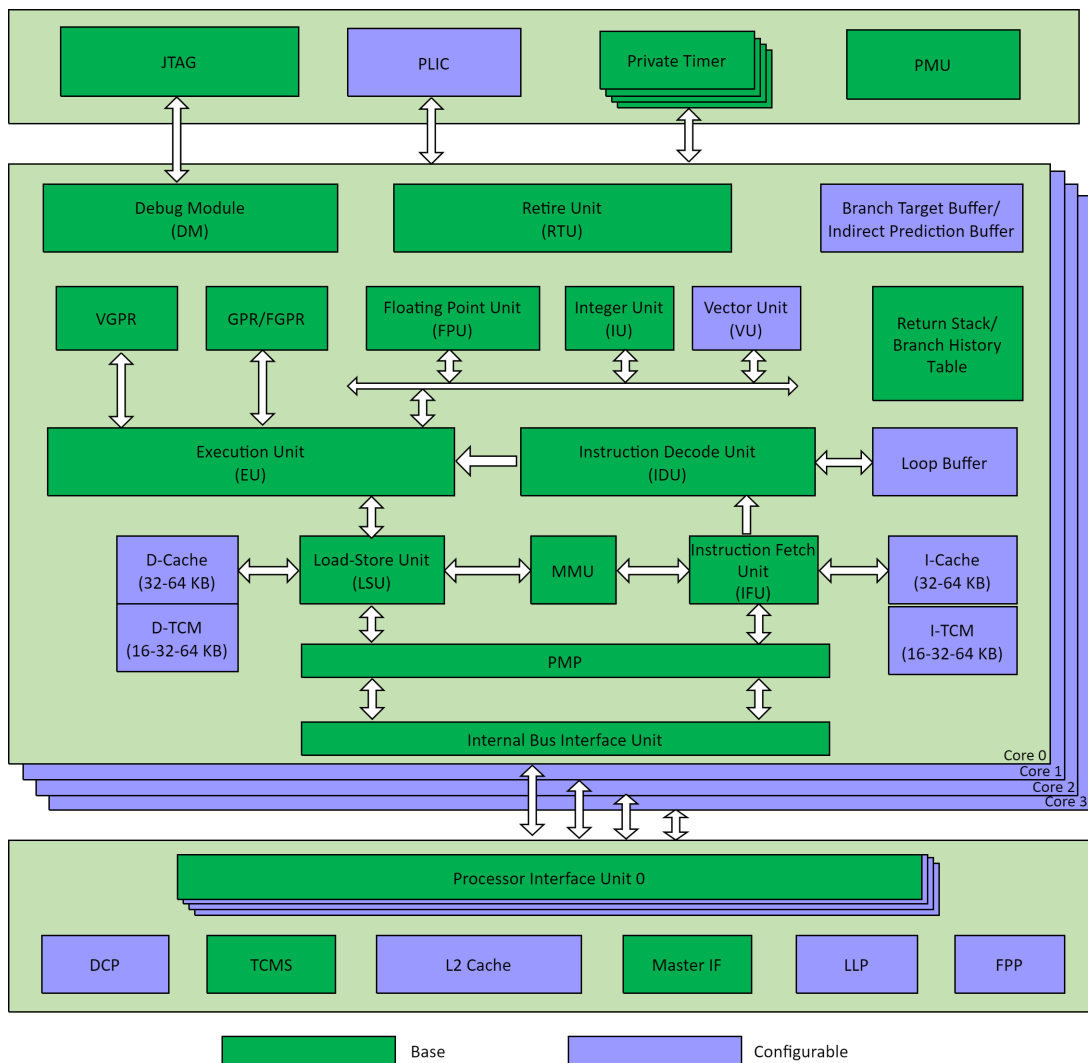 JTAG
PLIC
Private Timer
PMU
Debug Module
(DM)
Retire Unit
(RTU)
Branch Target Buffer/
Indirect Prediction Buffer
VGPR
GPR/FGPR
Floating Point Unit
(FPU)
Integer Unit
(IU)
Vector Unit
(VU)
Return Stack/
Branch History
Table
Execution Unit
(EU)
Instruction Decode Unit
(IDU)
Loop Buffer
D-Cache
(32-64 KB)
Load-Store Unit
(LSU)
MMU
Instruction Fetch
Unit
(IFU)
I-Cache
(32-64 KB)
D-TCM
(16-32-64 KB)
I-TCM
(16-32-64 KB)
PMP
Internal Bus Interface Unit
Core 0
Core 1
Core 2
Core 3
Processor Interface Unit 0
DCP
TCMS
L2 Cache
Master IF
LLP
FPP
Base
Configurable